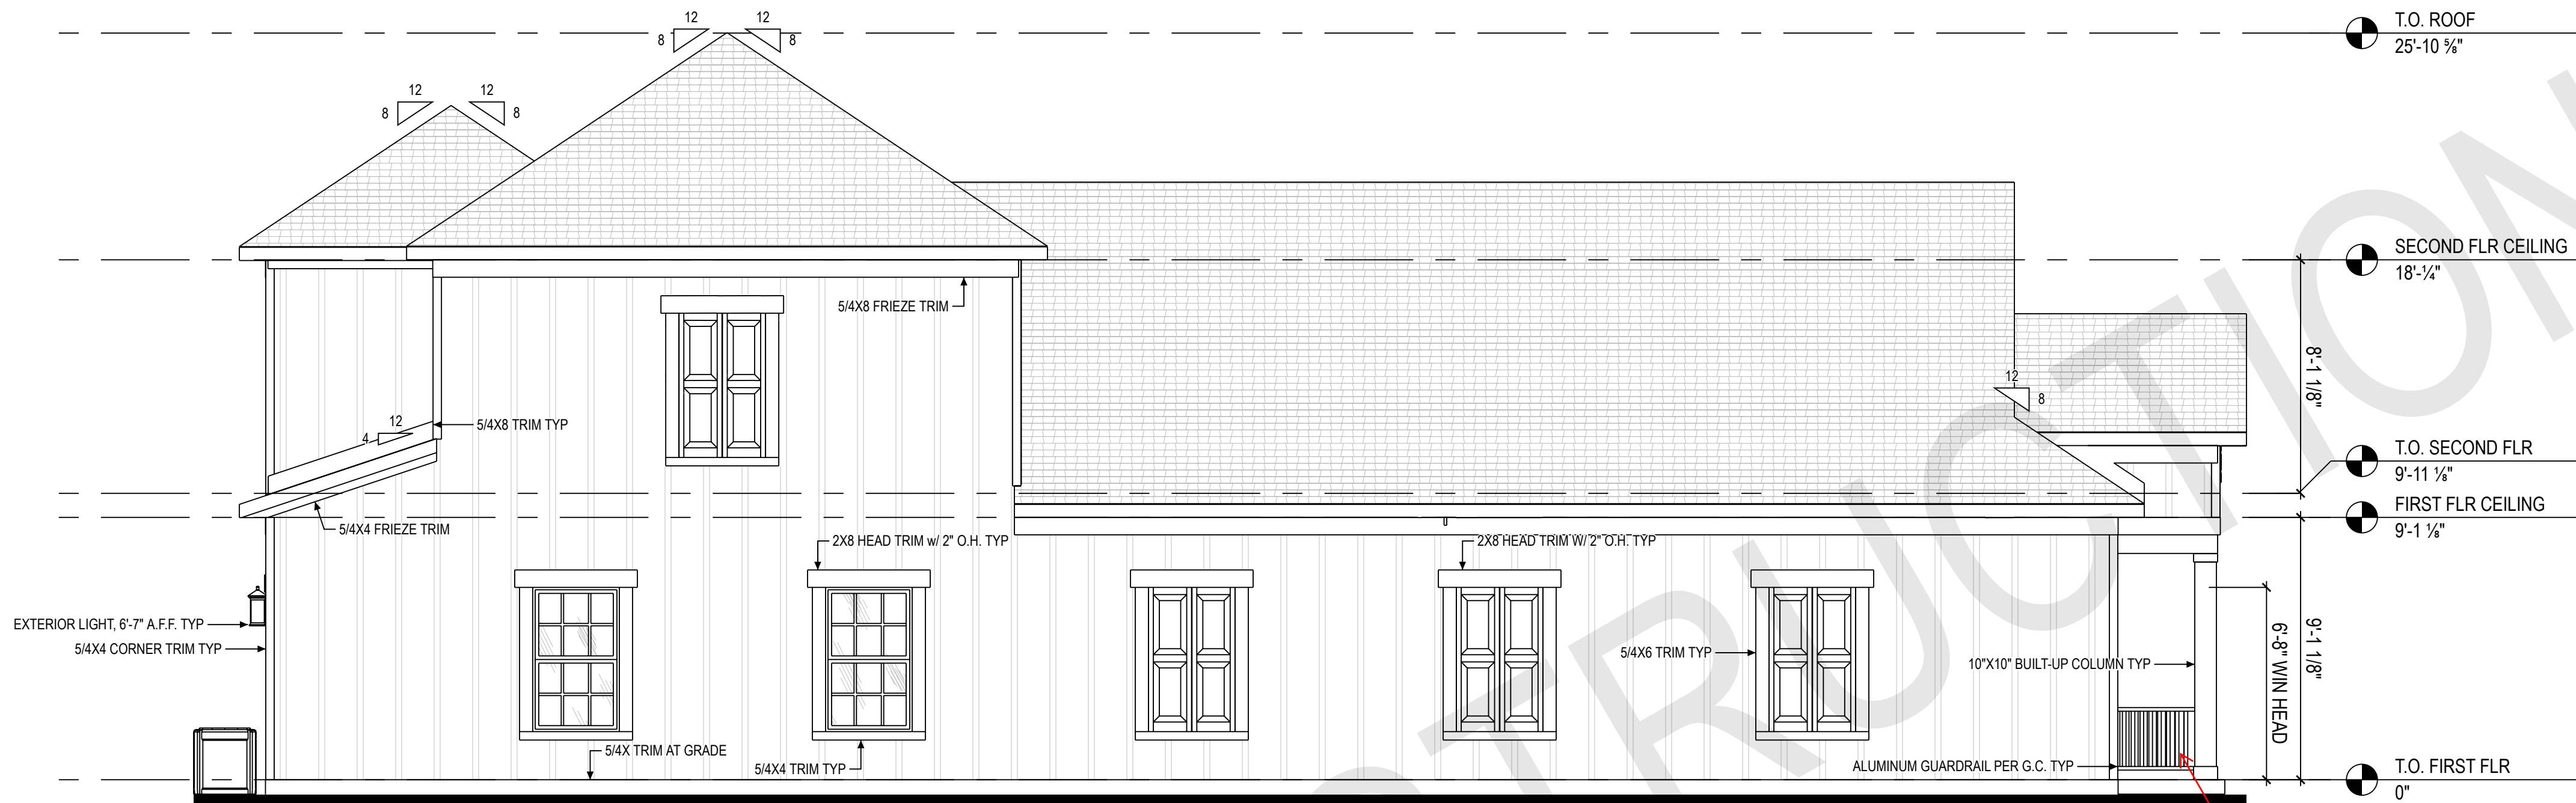 12
12
8
8
T.O. ROOF
25'-10 ⅝"
12
12
8
8
SECOND FLR CEILING
18'-¼"
5/4X8 FRIEZE TRIM
8'-1 1/8"
12
8
12
4
5/4X8 TRIM TYP
T.O. SECOND FLR
9'-11 ⅛"
FIRST FLR CEILING
9'-1 ⅛"
5/4X4 FRIEZE TRIM
2X8 HEAD TRIM w/ 2" O.H. TYP
2X8 HEAD TRIM W/ 2" O.H. TYP
EXTERIOR LIGHT, 6'-7" A.F.F. TYP
5/4X4 CORNER TRIM TYP
5/4X6 TRIM TYP
10"X10" BUILT-UP COLUMN TYP
6'-8" WIN HEAD
9'-1 1/8"
5/4X TRIM AT GRADE
5/4X4 TRIM TYP
ALUMINUM GUARDRAIL PER G.C. TYP
T.O. FIRST FLR
0"
TRUCTION